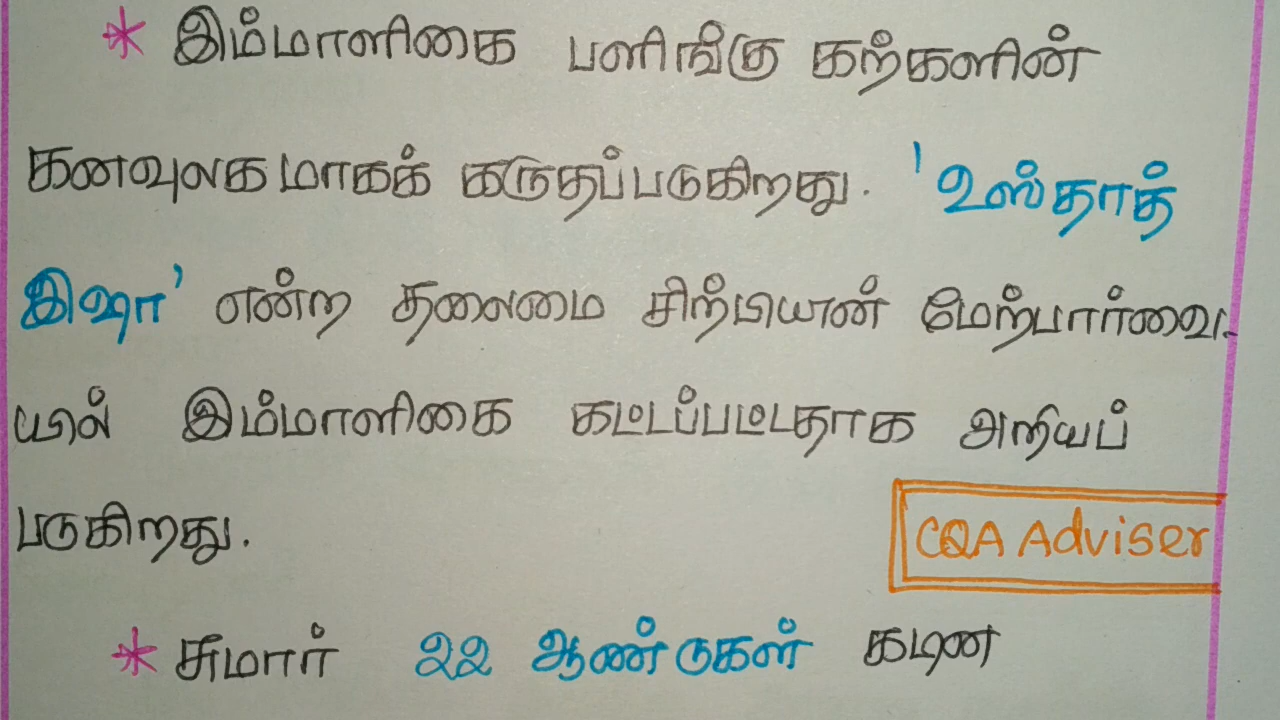 * இம்மாளிகை பளிங்கு கற்களின்
கனவுலகமாகக் கருதப்படுகிறது. 'உஸ்தாத்
இஷா' என்ற தலைமை சிற்பியின் மேற்பார்வை-
யில் இம்மாளிகை கட்டப்பட்டதாக அறியப்
படுகிறது.
CQA Adviser
* சுமார் 22 ஆண்டுகள் கடின